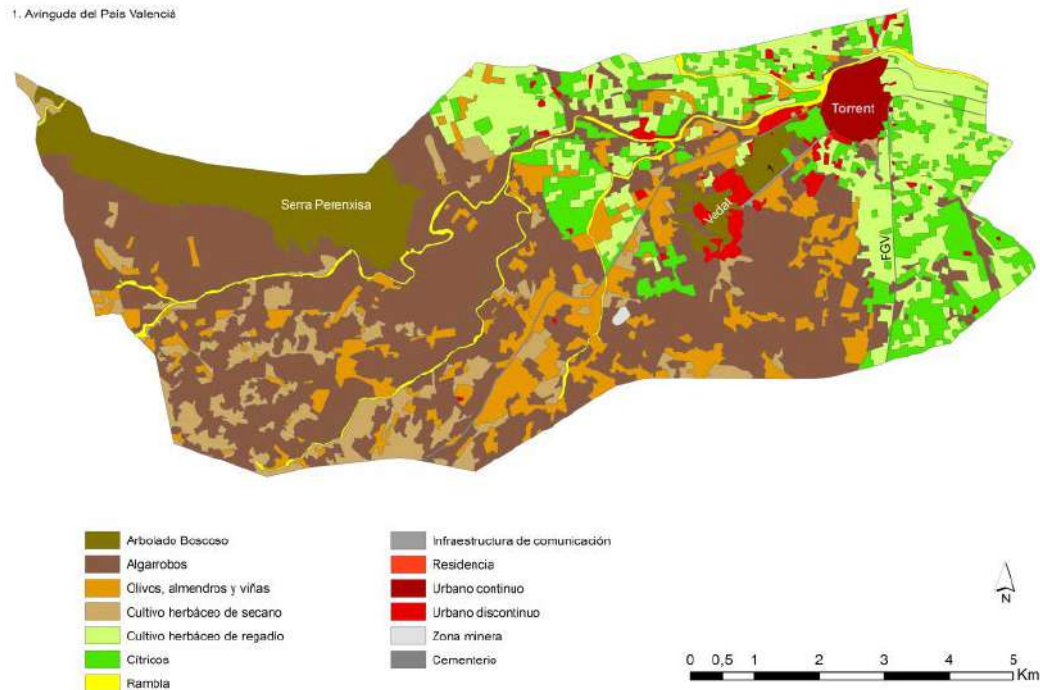 1. Avinguda del País Valencià
Torrent
Serra Perenxisa
Vedat
FGV
Arbolado Boscoso
Algarrobos
Olivos, almendros y viñas
Cultivo herbáceo de secano
Cultivo herbáceo de regadio
Cítricos
Rambla
Infraestructura de comunicación
Residencia
Urbano continuo
Urbano discontinuo
Zona minera
Cementerio
N
0 0,5 1 2 3 4 5
Km